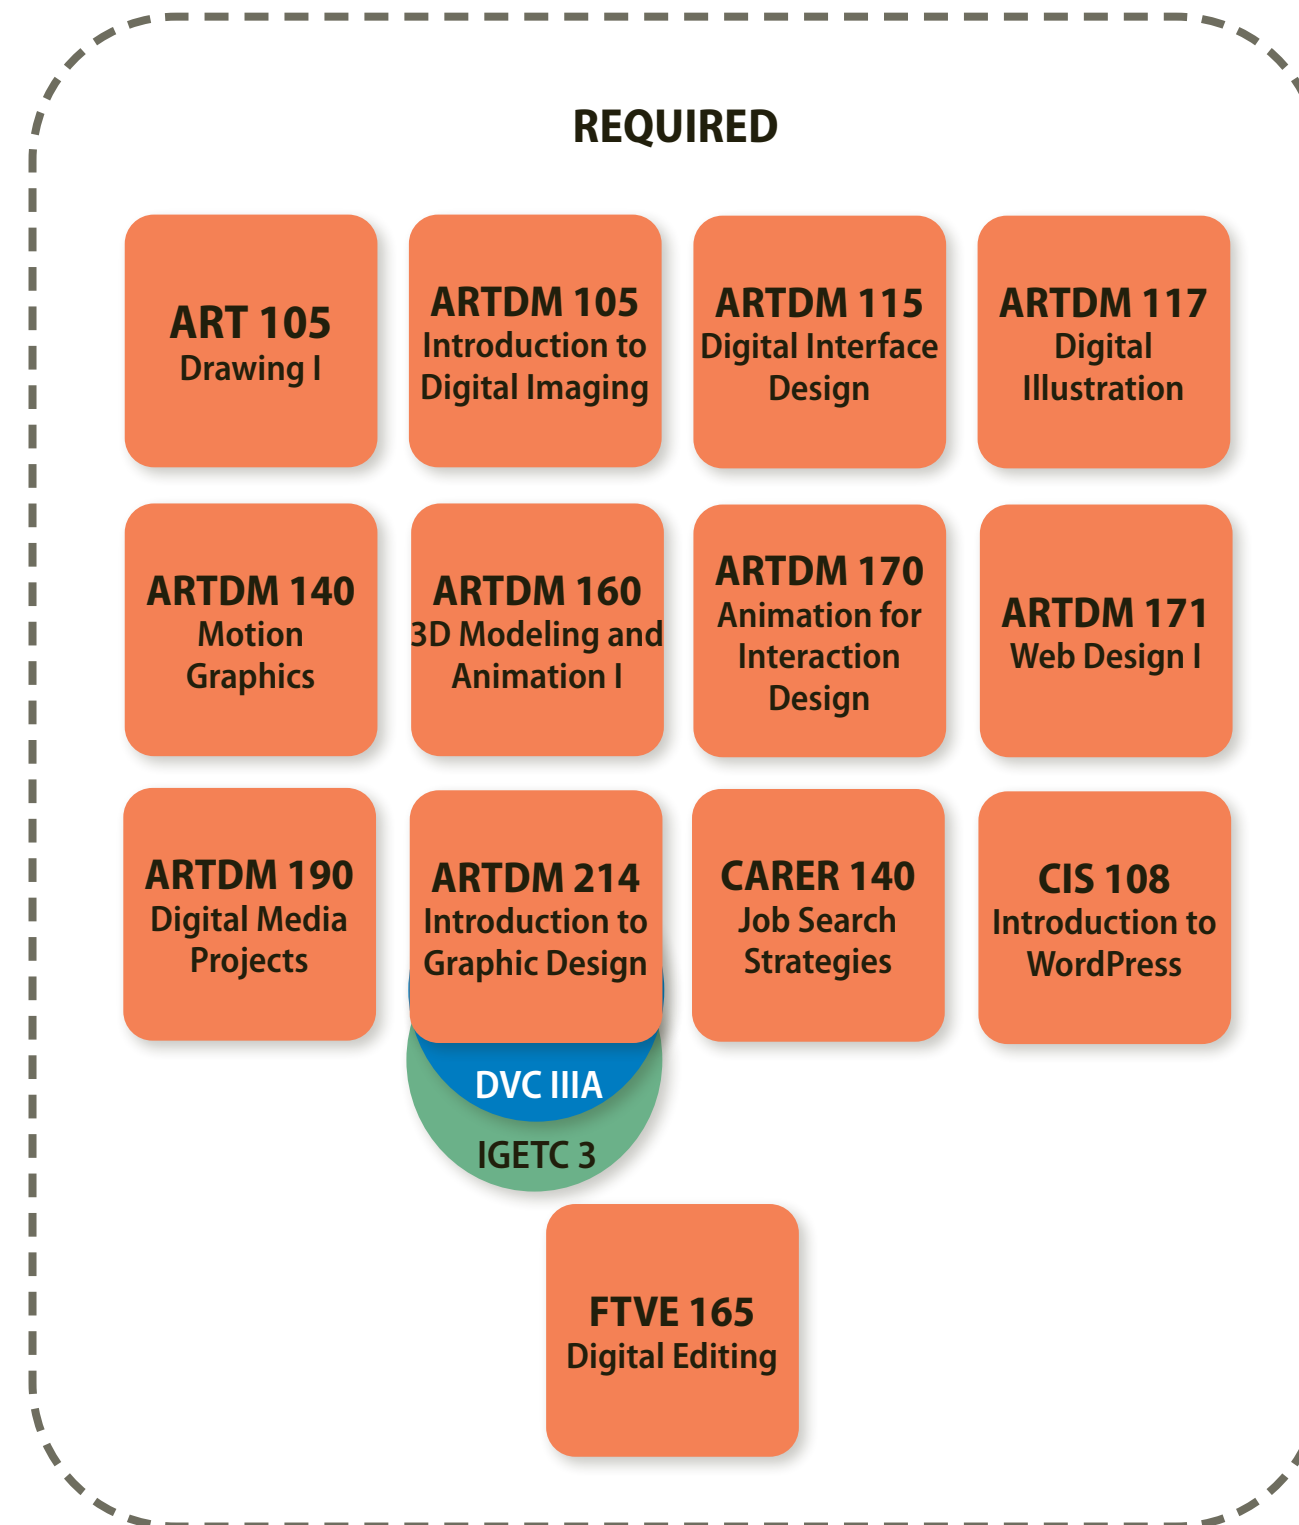 REQUIRED
ART 105
Drawing I
ARTDM 105
Introduction to
Digital Imaging
ARTDM 115
Digital Interface
Design
ARTDM 117
Digital
Illustration
ARTDM 140
Motion
Graphics
ARTDM 160
3D Modeling and
Animation I
ARTDM 170
Animation for
Interaction
Design
ARTDM 171
Web Design I
ARTDM 190
Digital Media
Projects
ARTDM 214
Introduction to
Graphic Design
DVC IIIA
IGETC 3
CARER 140
Job Search
Strategies
CIS 108
Introduction to
WordPress
FTVE 165
Digital Editing